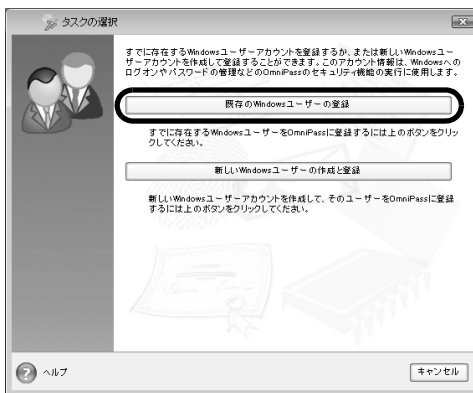 タスクの選択
すでに存在するWindowsユーザーアカウントを登録するか、または新しいWindowsユー
ザーアカウントを作成して登録することができます。このアカウント情報は、Windowsへの
ログオンやパスワードの管理などのOmniPassのセキュリティ機能の実行に使用します。
既存のWindowsユーザーの登録
すでに存在するWindowsユーザーをOmniPassに登録するには上のボタンをクリッ
クしてください。
新しいWindowsユーザーの作成と登録
新しいWindowsユーザーアカウントを作成して、そのユーザーをOmniPassに登録
するには上のボタンをクリックしてください。
? ヘルプ
キャンセル